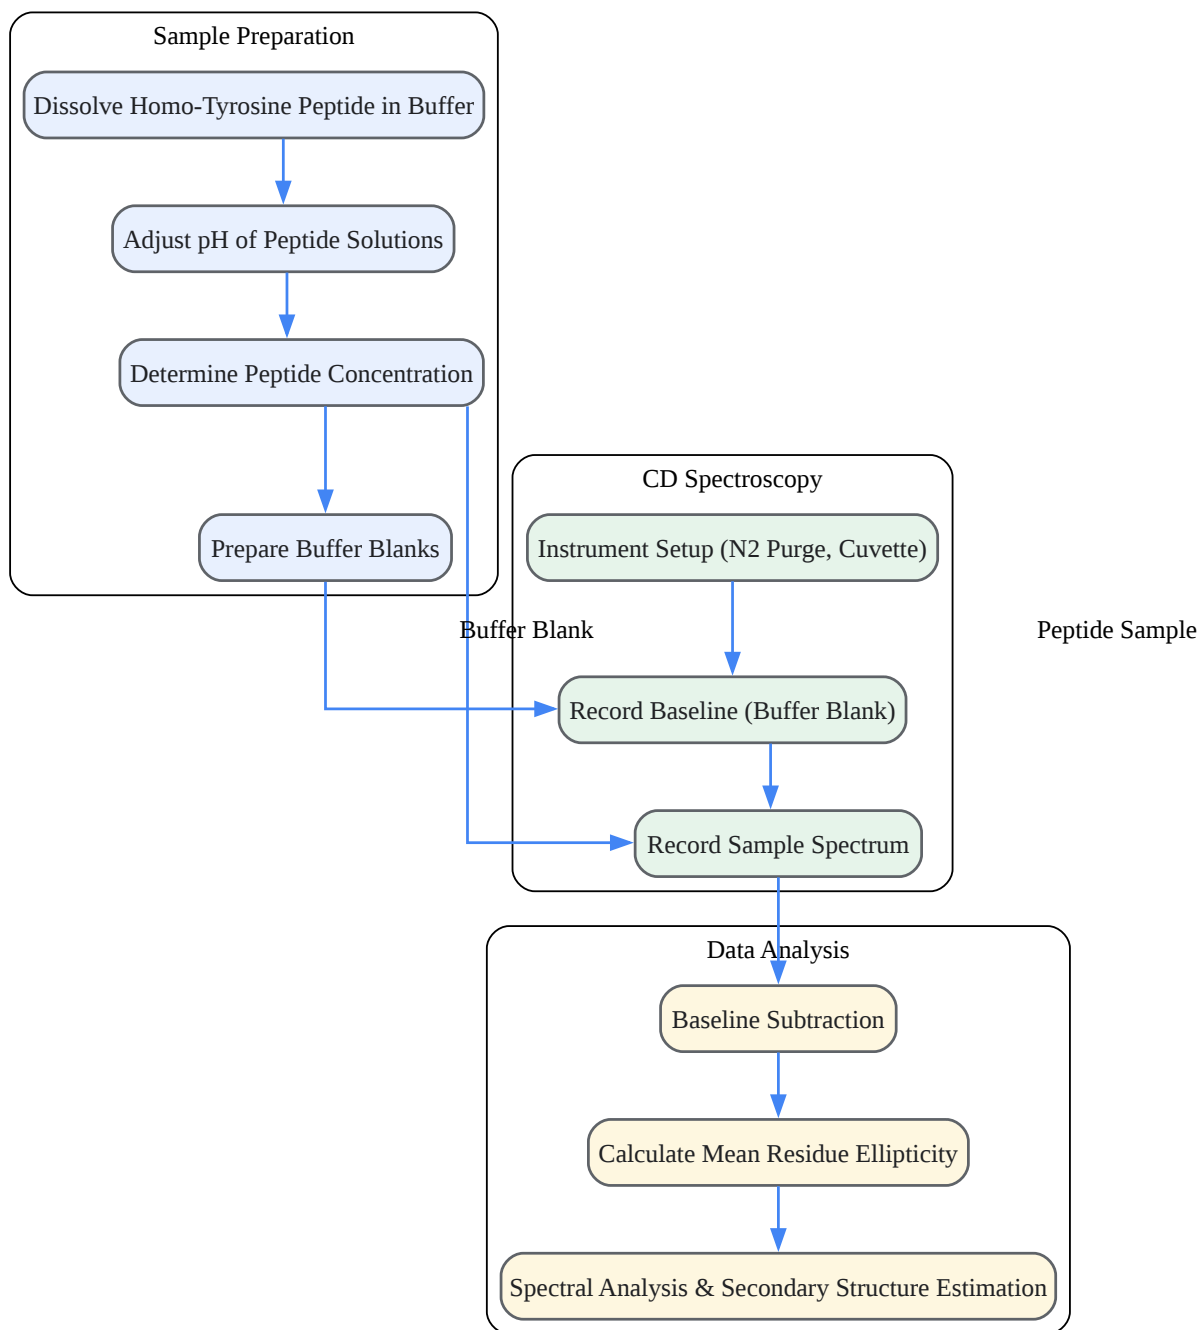 Sample Preparation
Dissolve Homo-Tyrosine Peptide in Buffer
Adjust pH of Peptide Solutions
Determine Peptide Concentration
Prepare Buffer Blanks
CD Spectroscopy
Instrument Setup (N2 Purge, Cuvette)
Buffer Blank
Peptide Sample
Record Baseline (Buffer Blank)
Record Sample Spectrum
Data Analysis
Baseline Subtraction
Calculate Mean Residue Ellipticity
Spectral Analysis & Secondary Structure Estimation